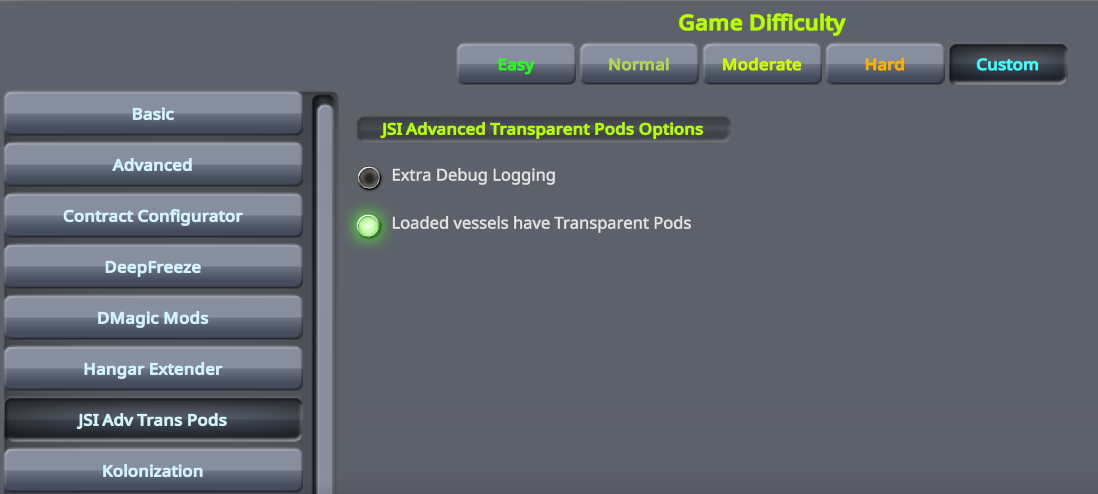 Game Difficulty
Easy Normal Moderate Hard Custom
Basic
Advanced
Contract Configurator
DeepFreeze
DMagic Mods
Hangar Extender
JSI Adv Trans Pods
Kolonization
JSI Advanced Transparent Pods Options
Extra Debug Logging
Loaded vessels have Transparent Pods